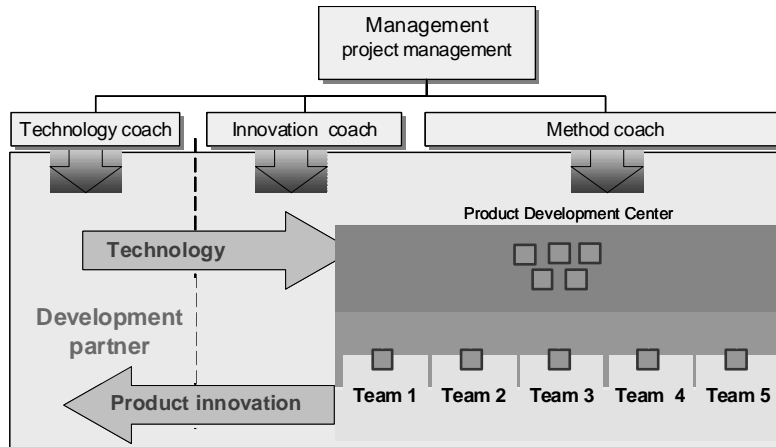 Management
project management
Technology coach
Innovation coach
Method coach
Product Development Center
Technology
Development
partner
Product innovation
Team 1
Team 2
Team 3
Team 4
Team 5